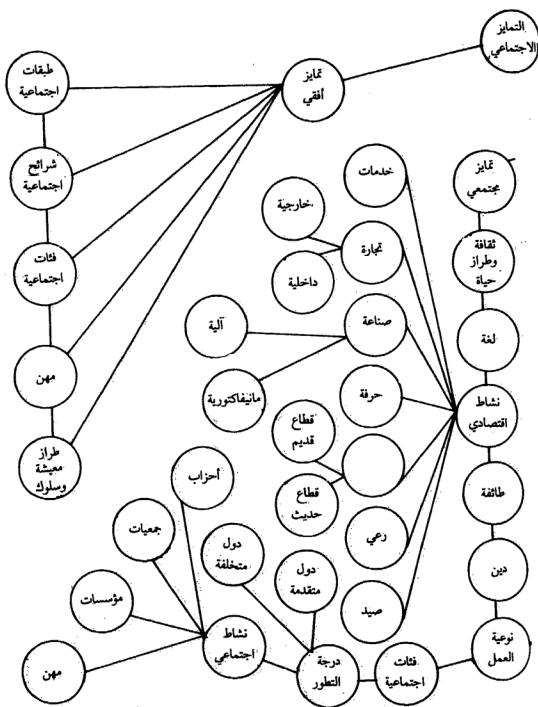 التمايز
الاجتماعي
تمايز
أفقي
طبقات
اجتماعية
شرائح
اجتماعية
فئات
اجتماعية
مهن
طراز
معيشة
وسلوك
تمايز
مجتمعي
ثقافة
وطراز
حياة
لغة
نشاط
اقتصادي
طائفة
دين
نوعية
العمل
خدمات
تجارة
خارجية
داخلية
صناعة
آلية
مانيفاكتورية
حرفة
قطاع
قديم
قطاع
حديث
رعي
صيد
فئات
اجتماعية
درجة
التطور
دول
متقدمة
دول
متخلفة
نشاط
اجتماعي
احزاب
جمعيات
مؤسسات
مهن